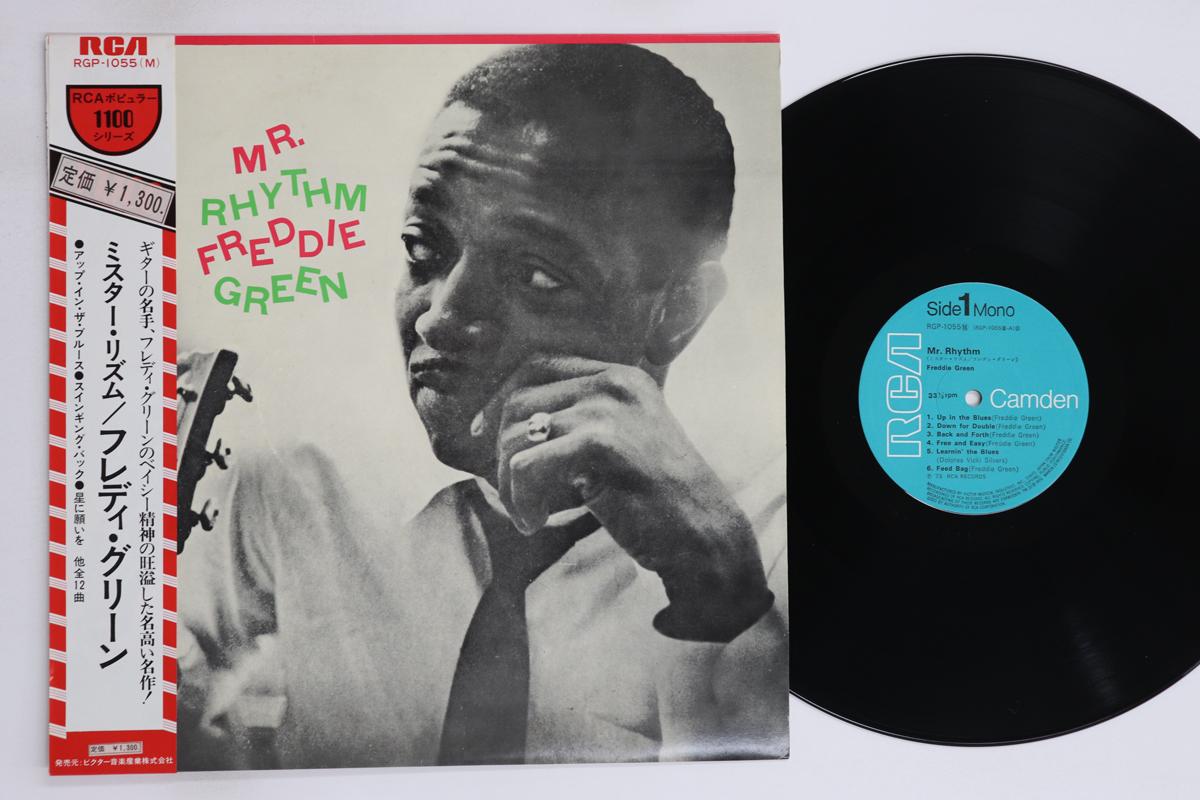 RCA
RGP-1055(M)
RCAポピュラー
1100
シリーズ
定価 ¥1,300.
ギターの名手、フレディ・グリーンのベイシー精神の旺溢した名高い名作!
ミスター・リズム/フレディ・グリーン
●アップ・イン・ザ・ブルース●スインギング・バック●星に願いを 他全12曲
定価 ¥1,300
発売元:ビクター音楽産業株式会社
MR.
RHYTHM
FREDDIE
GREEN
Side 1 Mono
RGP-1055
Mr. Rhythm
Freddie Green
33⅓rpm
RCA
Camden
1. Up in the Blues(Freddie Green)
2. Down for Double(Freddie Green)
3. Back and Forth(Freddie Green)
4. Free and Easy(Freddie Green)
5. Learnin' the Blues
(Dolores Vicki Silvers)
6. Feed Bag(Freddie Green)
℗ '73 RCA RECORDS